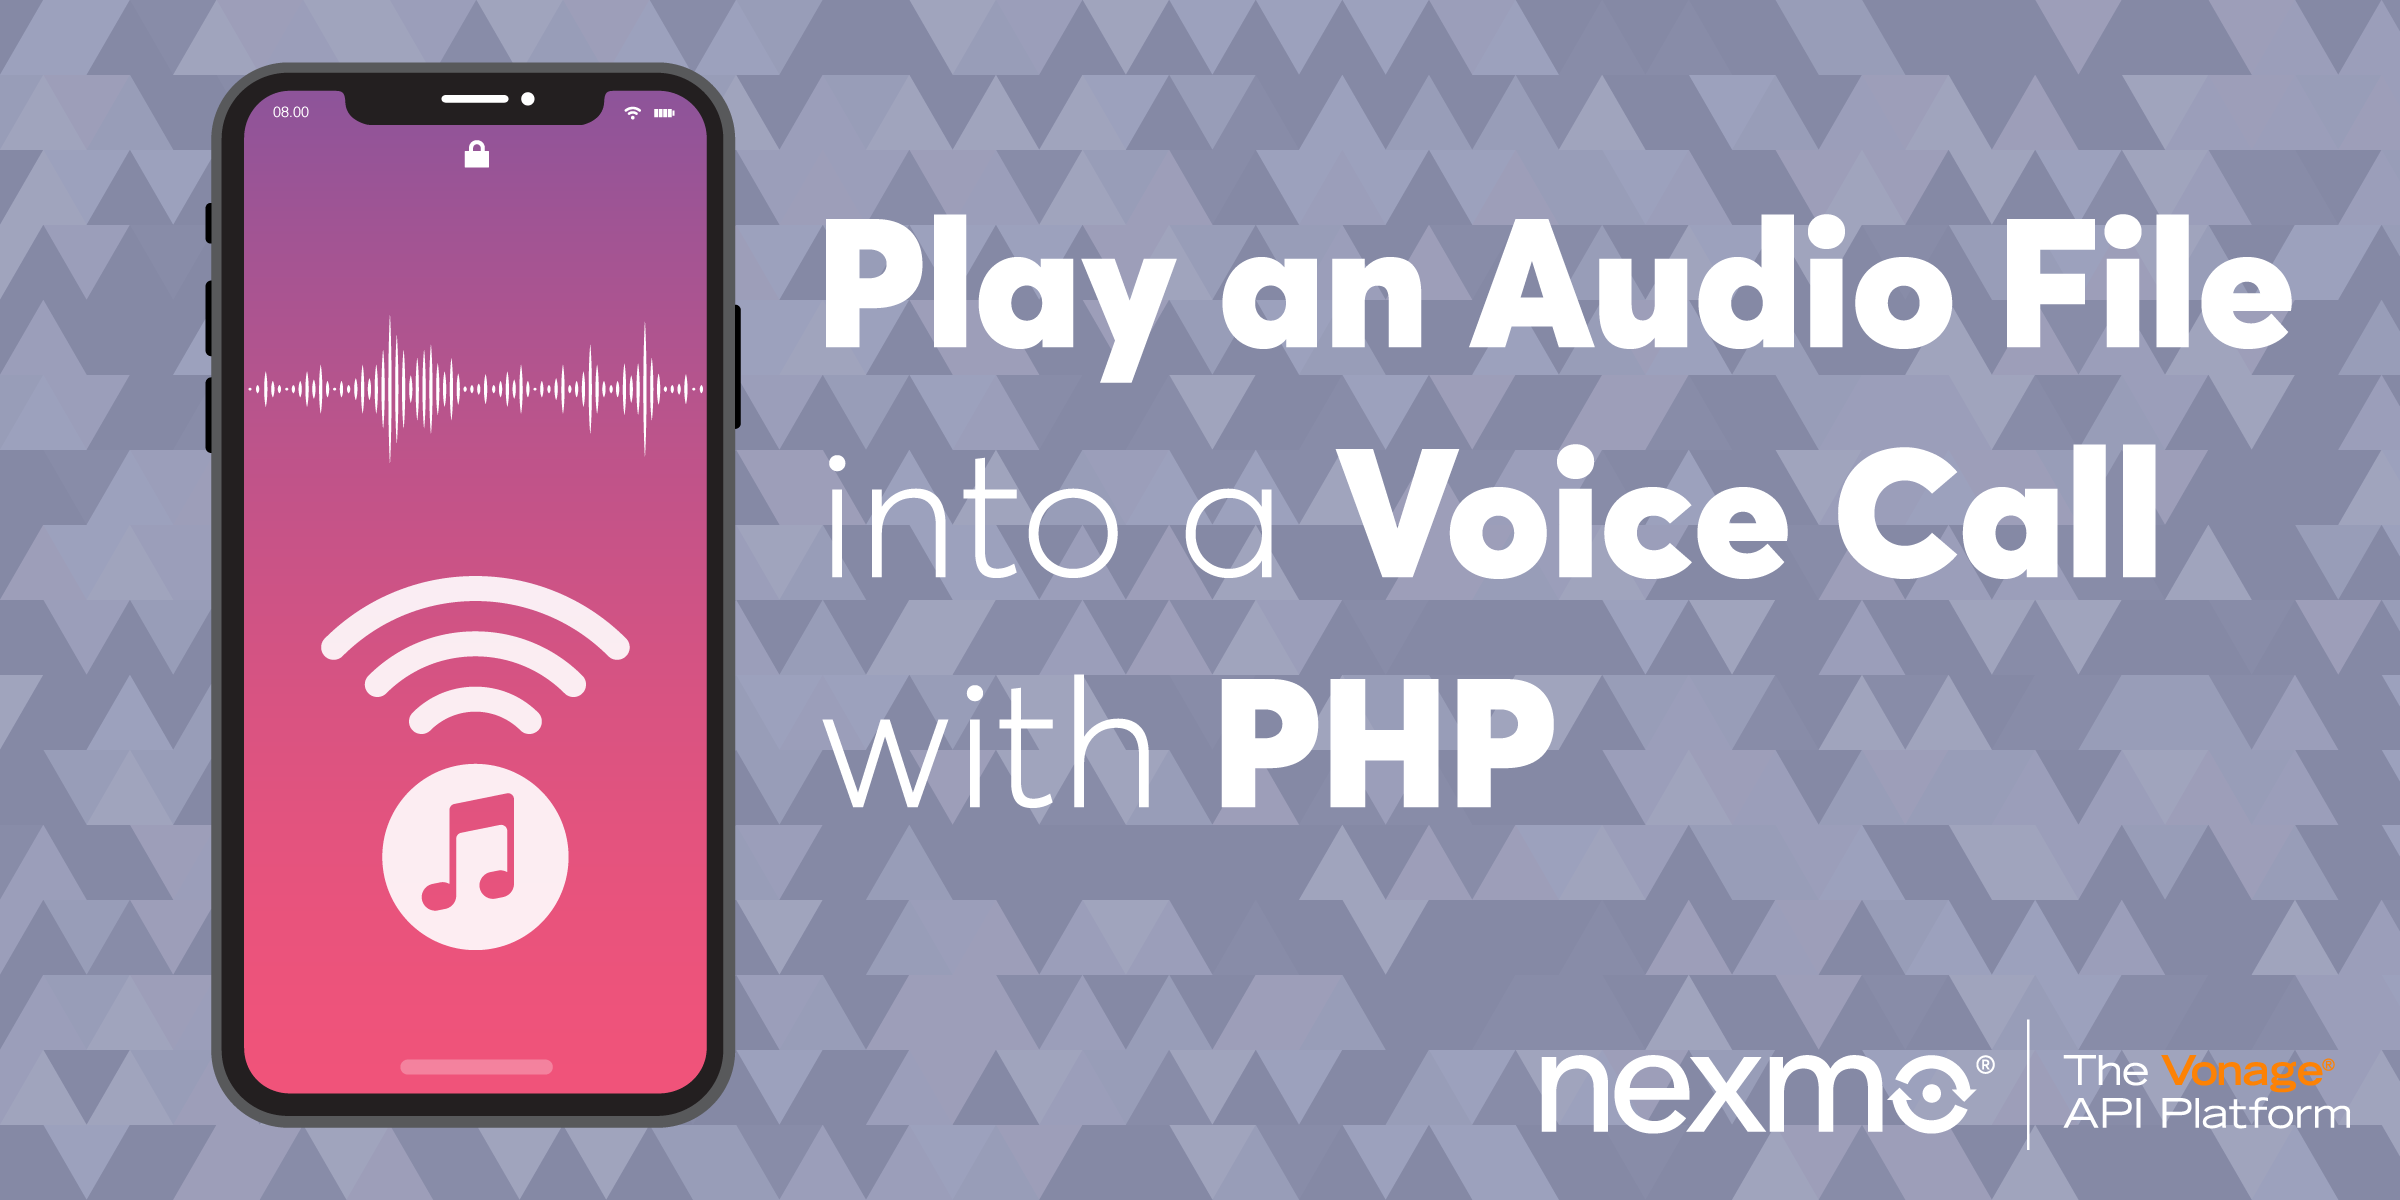 08.00
Play an Audio File
into a Voice Call
with PHP
nexmo®
The Vonage®
API Platform